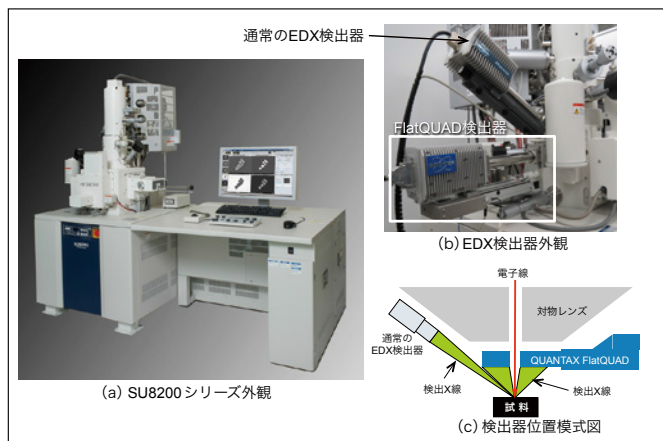 通常のEDX検出器
FlatQUAD検出器
(a) SU8200シリーズ外観
(b) EDX検出器外観
電子線
対物レンズ
通常の
EDX検出器
QUANTAX FlatQUAD
検出X線
検出X線
試料
(c) 検出器位置模式図